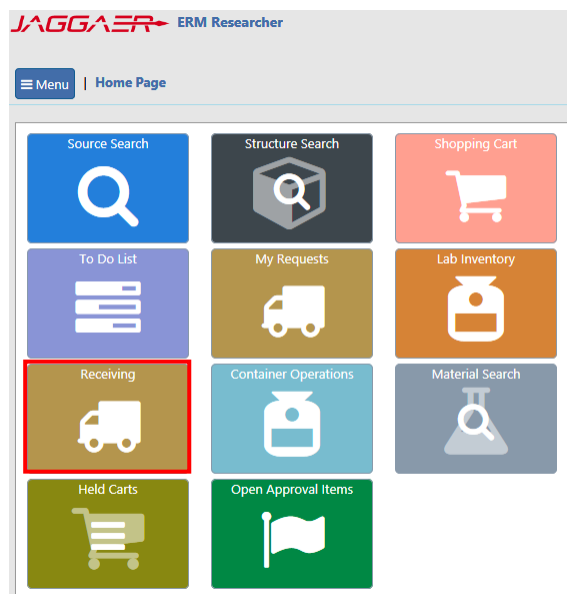 JAGGAER ERM Researcher
Menu | Home Page
Source Search Structure Search Shopping Cart
To Do List My Requests Lab Inventory
Receiving Container Operations Material Search
Held Carts Open Approval Items